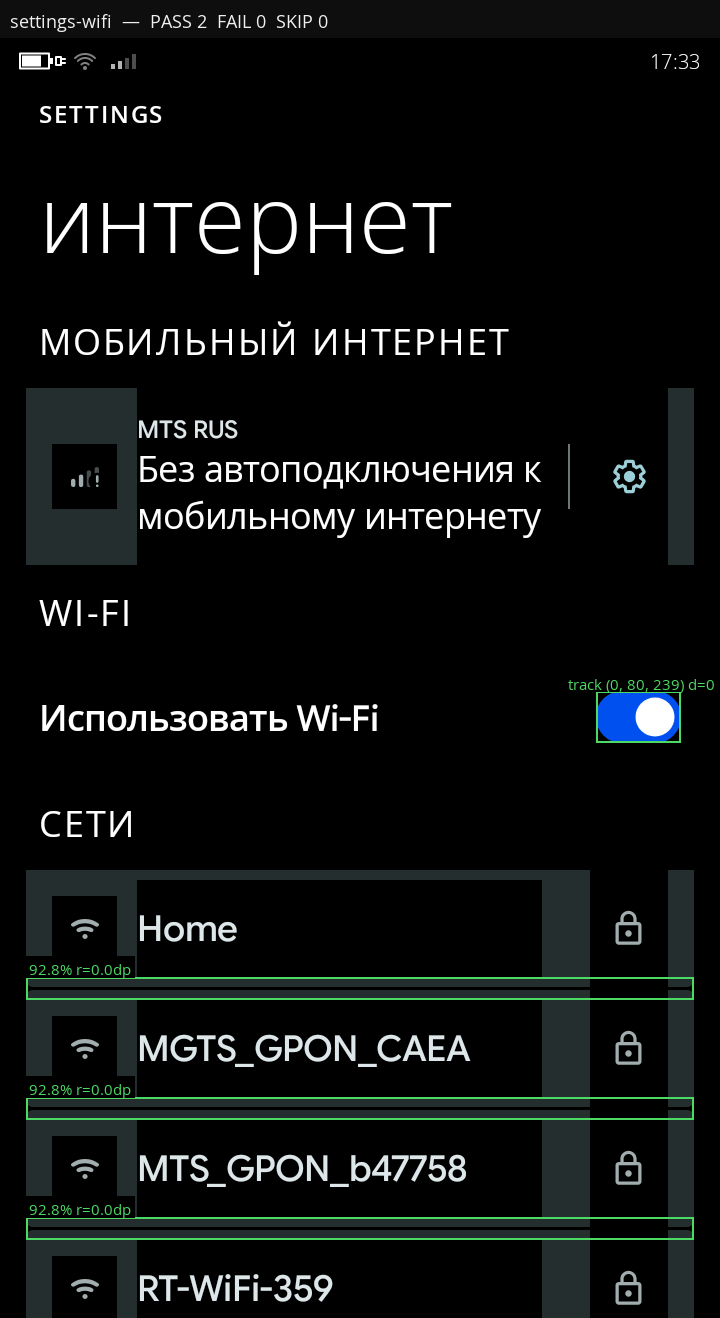 settings-wifi — PASS 2 FAIL 0 SKIP 0
17:33
SETTINGS
интернет
МОБИЛЬНЫЙ ИНТЕРНЕТ
MTS RUS
Без автоподключения к
мобильному интернету
WI-FI
track (0, 80, 239) d=0
Использовать Wi-Fi
СЕТИ
Home
92.8% r=0.0dp
MGTS_GPON_CAEA
92.8% r=0.0dp
MTS_GPON_b47758
92.8% r=0.0dp
RT-WiFi-359